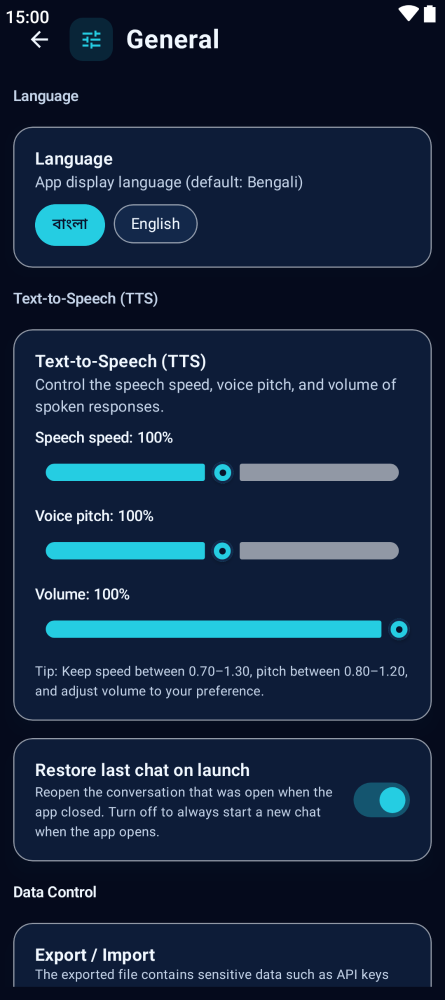 15:00
General
Language
Language
App display language (default: Bengali)
বাংলা
English
Text-to-Speech (TTS)
Text-to-Speech (TTS)
Control the speech speed, voice pitch, and volume of
spoken responses.
Speech speed: 100%
Voice pitch: 100%
Volume: 100%
Tip: Keep speed between 0.70–1.30, pitch between 0.80–1.20,
and adjust volume to your preference.
Restore last chat on launch
Reopen the conversation that was open when the
app closed. Turn off to always start a new chat
when the app opens.
Data Control
Export / Import
The exported file contains sensitive data such as API keys